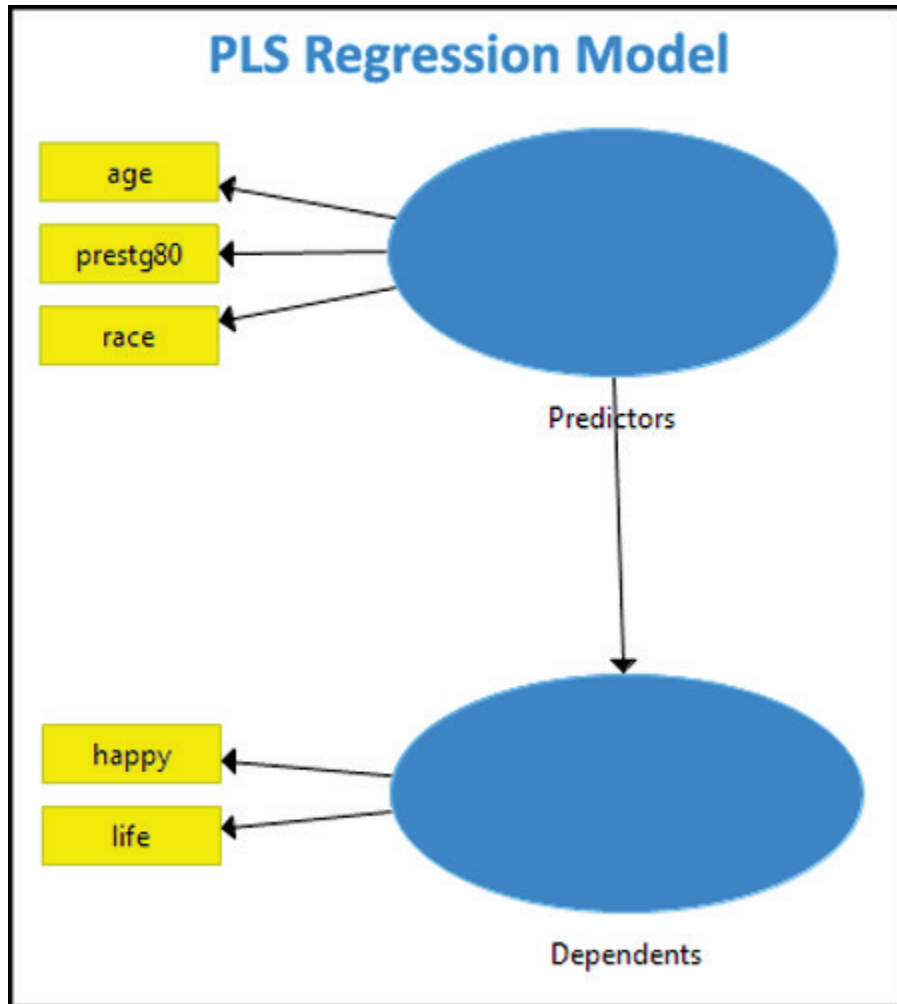 PLS Regression Model
age
prestg80
race
Predictors
happy
life
Dependents